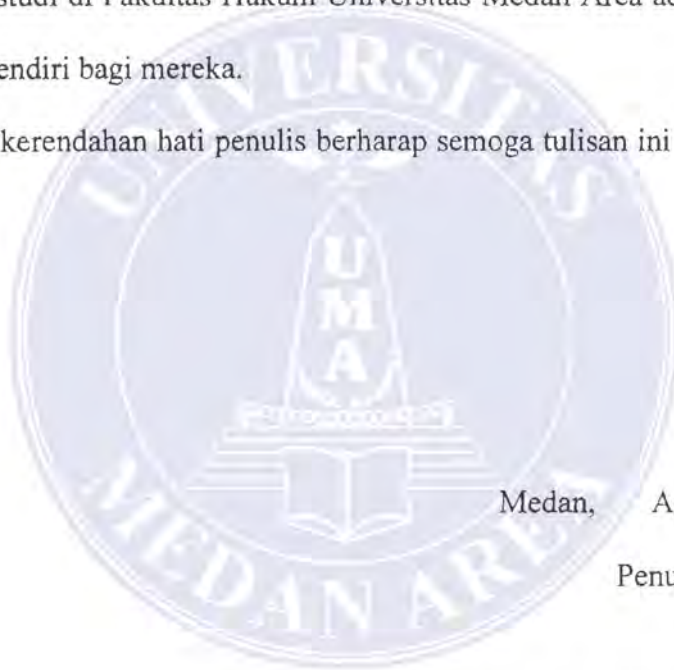 studi di Fakultas Hukum Universitas Medan Area
endiri bagi mereka.
kerendahan hati penulis berharap semoga tulisan ini
UNIVERSITAS
U
M
A
MEDAN AREA
Medan, A
Penu